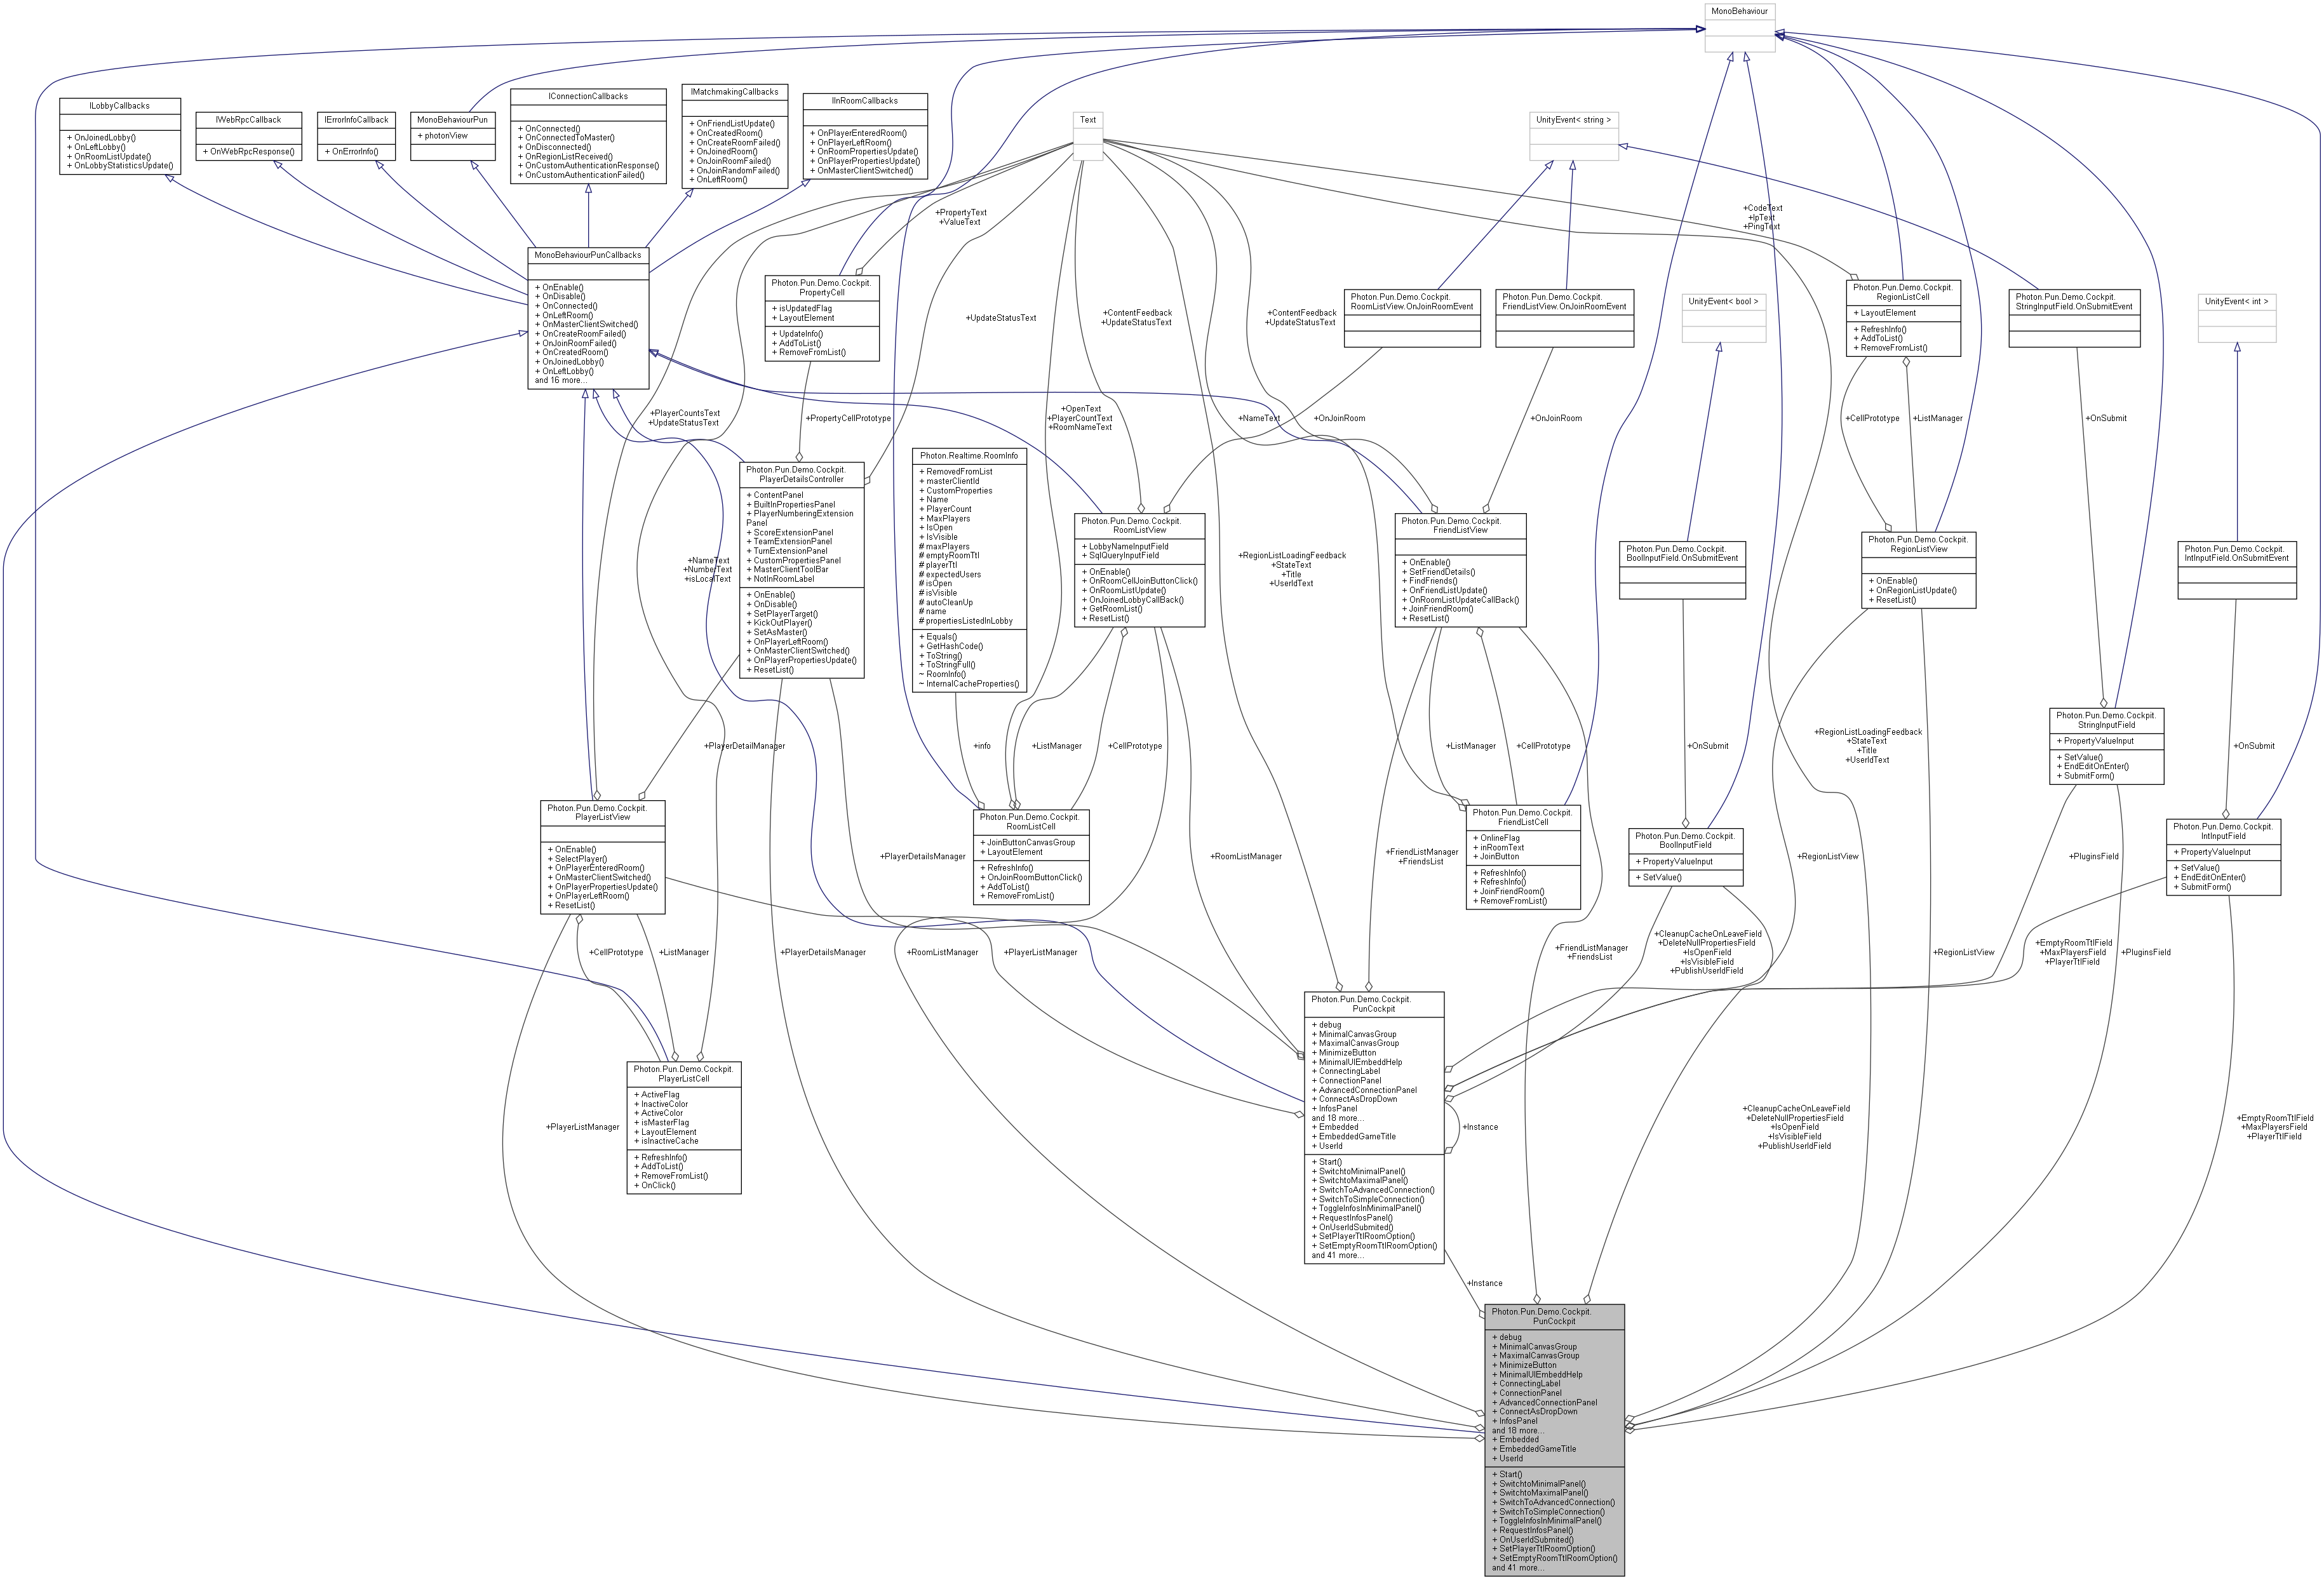 MonoBehaviour
ILobbyCallbacks
+ OnJoinedLobby()
+ OnLeftLobby()
+ OnRoomListUpdate()
+ OnLobbyStatisticsUpdate()
IWebRpcCallback
+ OnWebRpcResponse()
IErrorInfoCallback
+ OnErrorInfo()
MonoBehaviourPun
+ photonView
IConnectionCallbacks
+ OnConnected()
+ OnConnectedToMaster()
+ OnDisconnected()
+ OnRegionListReceived()
+ OnCustomAuthenticationResponse()
+ OnCustomAuthenticationFailed()
IMatchmakingCallbacks
+ OnFriendListUpdate()
+ OnCreatedRoom()
+ OnCreateRoomFailed()
+ OnJoinedRoom()
+ OnJoinRoomFailed()
+ OnJoinRandomFailed()
+ OnLeftRoom()
IInRoomCallbacks
+ OnPlayerEnteredRoom()
+ OnPlayerLeftRoom()
+ OnRoomPropertiesUpdate()
+ OnPlayerPropertiesUpdate()
+ OnMasterClientSwitched()
Text
UnityEvent< string >
+PropertyText
+ValueText
+CodeText
+IpText
+PingText
MonoBehaviourPunCallbacks
+ OnEnable()
+ OnDisable()
+ OnConnected()
+ OnLeftRoom()
+ OnMasterClientSwitched()
+ OnCreateRoomFailed()
+ OnJoinRoomFailed()
+ OnCreatedRoom()
+ OnJoinedLobby()
+ OnLeftLobby()
and 16 more...
Photon.Pun.Demo.Cockpit.
PropertyCell
+ isUpdatedFlag
+ LayoutElement
+ UpdateInfo()
+ AddToList()
+ RemoveFromList()
+UpdateStatusText
+ContentFeedback
+UpdateStatusText
+ContentFeedback
+UpdateStatusText
Photon.Pun.Demo.Cockpit.
RoomListView.OnJoinRoomEvent
Photon.Pun.Demo.Cockpit.
FriendListView.OnJoinRoomEvent
UnityEvent< bool >
Photon.Pun.Demo.Cockpit.
RegionListCell
+ LayoutElement
+ RefreshInfo()
+ AddToList()
+ RemoveFromList()
Photon.Pun.Demo.Cockpit.
StringInputField.OnSubmitEvent
UnityEvent< int >
+PlayerCountsText
+UpdateStatusText
+PropertyCellPrototype
+OpenText
+PlayerCountText
+RoomNameText
+NameText
+OnJoinRoom
+OnJoinRoom
+CellPrototype
+ListManager
+OnSubmit
Photon.Pun.Demo.Cockpit.
PlayerDetailsController
+ ContentPanel
+ BuiltInPropertiesPanel
+ PlayerNumberingExtension
Panel
+ ScoreExtensionPanel
+ TeamExtensionPanel
+ TurnExtensionPanel
+ CustomPropertiesPanel
+ MasterClientToolBar
+ NotInRoomLabel
+ OnEnable()
+ OnDisable()
+ SetPlayerTarget()
+ KickOutPlayer()
+ SetAsMaster()
+ OnPlayerLeftRoom()
+ OnMasterClientSwitched()
+ OnPlayerPropertiesUpdate()
+ ResetList()
Photon.Realtime.RoomInfo
+ RemovedFromList
+ masterClientId
+ CustomProperties
+ Name
+ PlayerCount
+ MaxPlayers
+ IsOpen
+ IsVisible
# maxPlayers
# emptyRoomTtl
# playerTtl
# expectedUsers
# isOpen
# isVisible
# autoCleanUp
# name
# propertiesListedInLobby
+ Equals()
+ GetHashCode()
+ ToString()
+ ToStringFull()
~ RoomInfo()
~ InternalCacheProperties()
Photon.Pun.Demo.Cockpit.
RoomListView
+ LobbyNameInputField
+ SqlQueryInputField
+ OnEnable()
+ OnRoomCellJoinButtonClick()
+ OnRoomListUpdate()
+ OnJoinedLobbyCallBack()
+ GetRoomList()
+ ResetList()
Photon.Pun.Demo.Cockpit.
FriendListView
+ OnEnable()
+ SetFriendDetails()
+ FindFriends()
+ OnFriendListUpdate()
+ OnRoomListUpdateCallBack()
+ JoinFriendRoom()
+ ResetList()
Photon.Pun.Demo.Cockpit.
BoolInputField.OnSubmitEvent
Photon.Pun.Demo.Cockpit.
RegionListView
+ OnEnable()
+ OnRegionListUpdate()
+ ResetList()
Photon.Pun.Demo.Cockpit.
IntInputField.OnSubmitEvent
+NameText
+NumberText
+isLocalText
+RegionListLoadingFeedback
+StateText
+Title
+UserIdText
+PlayerDetailManager
+info
+ListManager
+CellPrototype
+ListManager
+CellPrototype
+OnSubmit
+RegionListLoadingFeedback
+StateText
+Title
+UserIdText
Photon.Pun.Demo.Cockpit.
StringInputField
+ PropertyValueInput
+ SetValue()
+ EndEditOnEnter()
+ SubmitForm()
+OnSubmit
Photon.Pun.Demo.Cockpit.
PlayerListView
+ OnEnable()
+ SelectPlayer()
+ OnPlayerEnteredRoom()
+ OnMasterClientSwitched()
+ OnPlayerPropertiesUpdate()
+ OnPlayerLeftRoom()
+ ResetList()
+PlayerDetailsManager
Photon.Pun.Demo.Cockpit.
RoomListCell
+ JoinButtonCanvasGroup
+ LayoutElement
+ RefreshInfo()
+ OnJoinRoomButtonClick()
+ AddToList()
+ RemoveFromList()
+RoomListManager
+FriendListManager
+FriendsList
Photon.Pun.Demo.Cockpit.
FriendListCell
+ OnlineFlag
+ inRoomText
+ JoinButton
+ RefreshInfo()
+ RefreshInfo()
+ JoinFriendRoom()
+ RemoveFromList()
Photon.Pun.Demo.Cockpit.
BoolInputField
+ PropertyValueInput
+ SetValue()
+RegionListView
+PluginsField
Photon.Pun.Demo.Cockpit.
IntInputField
+ PropertyValueInput
+ SetValue()
+ EndEditOnEnter()
+ SubmitForm()
+CellPrototype
+ListManager
+PlayerDetailsManager
+RoomListManager
+PlayerListManager
+FriendListManager
+FriendsList
+CleanupCacheOnLeaveField
+DeleteNullPropertiesField
+IsOpenField
+IsVisibleField
+PublishUserIdField
+RegionListView
+EmptyRoomTtlField
+MaxPlayersField
+PlayerTtlField
+PluginsField
Photon.Pun.Demo.Cockpit.
PlayerListCell
+ ActiveFlag
+ InactiveColor
+ ActiveColor
+ isMasterFlag
+ LayoutElement
+ isInactiveCache
+ RefreshInfo()
+ AddToList()
+ RemoveFromList()
+ OnClick()
+PlayerListManager
Photon.Pun.Demo.Cockpit.
PunCockpit
+ debug
+ MinimalCanvasGroup
+ MaximalCanvasGroup
+ MinimizeButton
+ MinimalUIEmbeddHelp
+ ConnectingLabel
+ ConnectionPanel
+ AdvancedConnectionPanel
+ ConnectAsDropDown
+ InfosPanel
and 18 more...
+ Embedded
+ EmbeddedGameTitle
+ UserId
+ Start()
+ SwitchtoMinimalPanel()
+ SwitchtoMaximalPanel()
+ SwitchToAdvancedConnection()
+ SwitchToSimpleConnection()
+ ToggleInfosInMinimalPanel()
+ RequestInfosPanel()
+ OnUserIdSubmited()
+ SetPlayerTtlRoomOption()
+ SetEmptyRoomTtlRoomOption()
and 41 more...
+Instance
+CleanupCacheOnLeaveField
+DeleteNullPropertiesField
+IsOpenField
+IsVisibleField
+PublishUserIdField
+EmptyRoomTtlField
+MaxPlayersField
+PlayerTtlField
+Instance
Photon.Pun.Demo.Cockpit.
PunCockpit
+ debug
+ MinimalCanvasGroup
+ MaximalCanvasGroup
+ MinimizeButton
+ MinimalUIEmbeddHelp
+ ConnectingLabel
+ ConnectionPanel
+ AdvancedConnectionPanel
+ ConnectAsDropDown
+ InfosPanel
and 18 more...
+ Embedded
+ EmbeddedGameTitle
+ UserId
+ Start()
+ SwitchtoMinimalPanel()
+ SwitchtoMaximalPanel()
+ SwitchToAdvancedConnection()
+ SwitchToSimpleConnection()
+ ToggleInfosInMinimalPanel()
+ RequestInfosPanel()
+ OnUserIdSubmited()
+ SetPlayerTtlRoomOption()
+ SetEmptyRoomTtlRoomOption()
and 41 more...